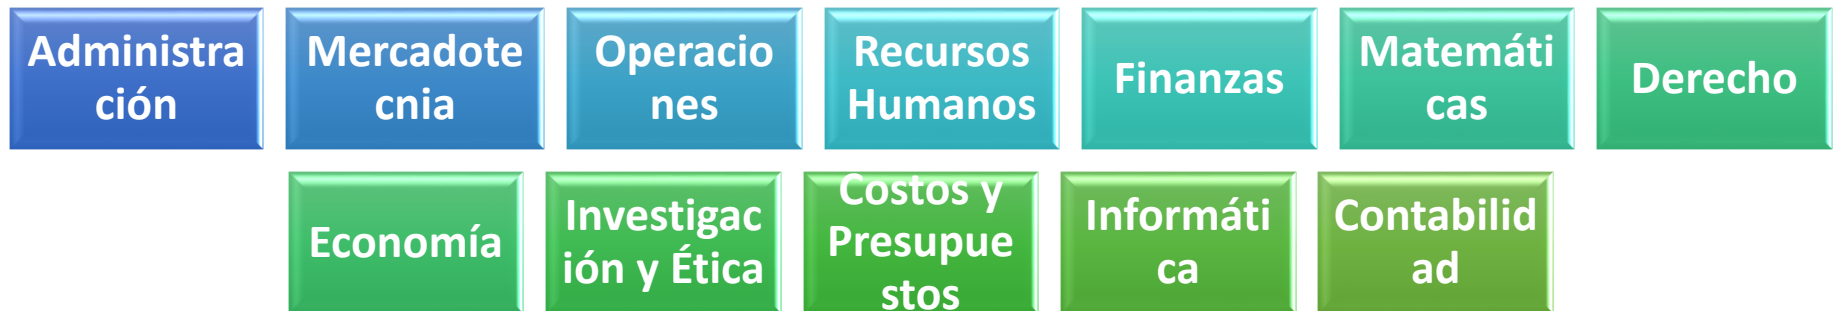 Administra
ción
Mercadote
cnia
Operacio
nes
Recursos
Humanos
Finanzas
Matemáti
cas
Derecho
Economía
Investigac
ión y Ética
Costos y
Presupue
stos
Informáti
ca
Contabilid
ad